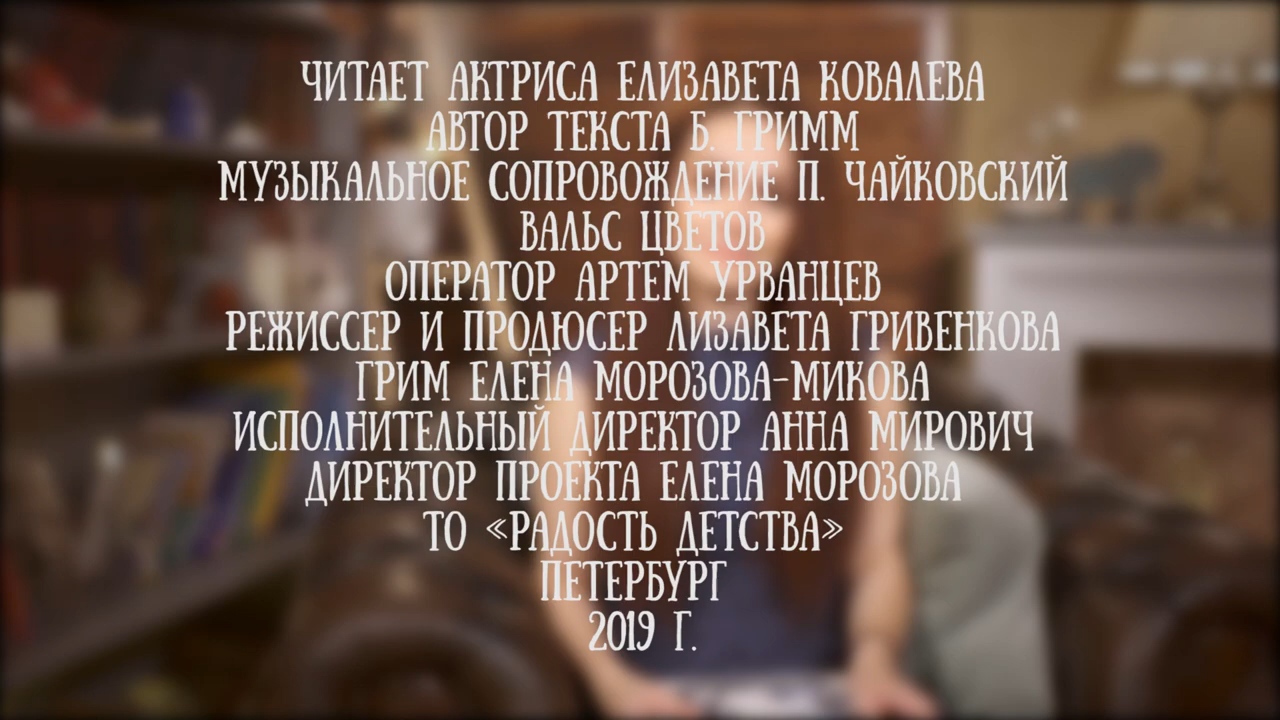 ЧИТАЕТ АКТРИСА ЕЛИЗАВЕТА КОВАЛЕВА
АВТОР ТЕКСТА Б. ГРИММ
МУЗЫКАЛЬНОЕ СОПРОВОЖДЕНИЕ П. ЧАЙКОВСКИЙ
ВАЛЬС ЦВЕТОВ
ОПЕРАТОР АРТЕМ УРВАНЦЕВ
РЕЖИССЕР И ПРОДЮСЕР ЛИЗАВЕТА ГРИВЕНКОВА
ГРИМ ЕЛЕНА МОРОЗОВА-МИКОВА
ИСПОЛНИТЕЛЬНЫЙ ДИРЕКТОР АННА МИРОВИЧ
ДИРЕКТОР ПРОЕКТА ЕЛЕНА МОРОЗОВА
ТО «РАДОСТЬ ДЕТСТВА»
ПЕТЕРБУРГ
2019 Г.